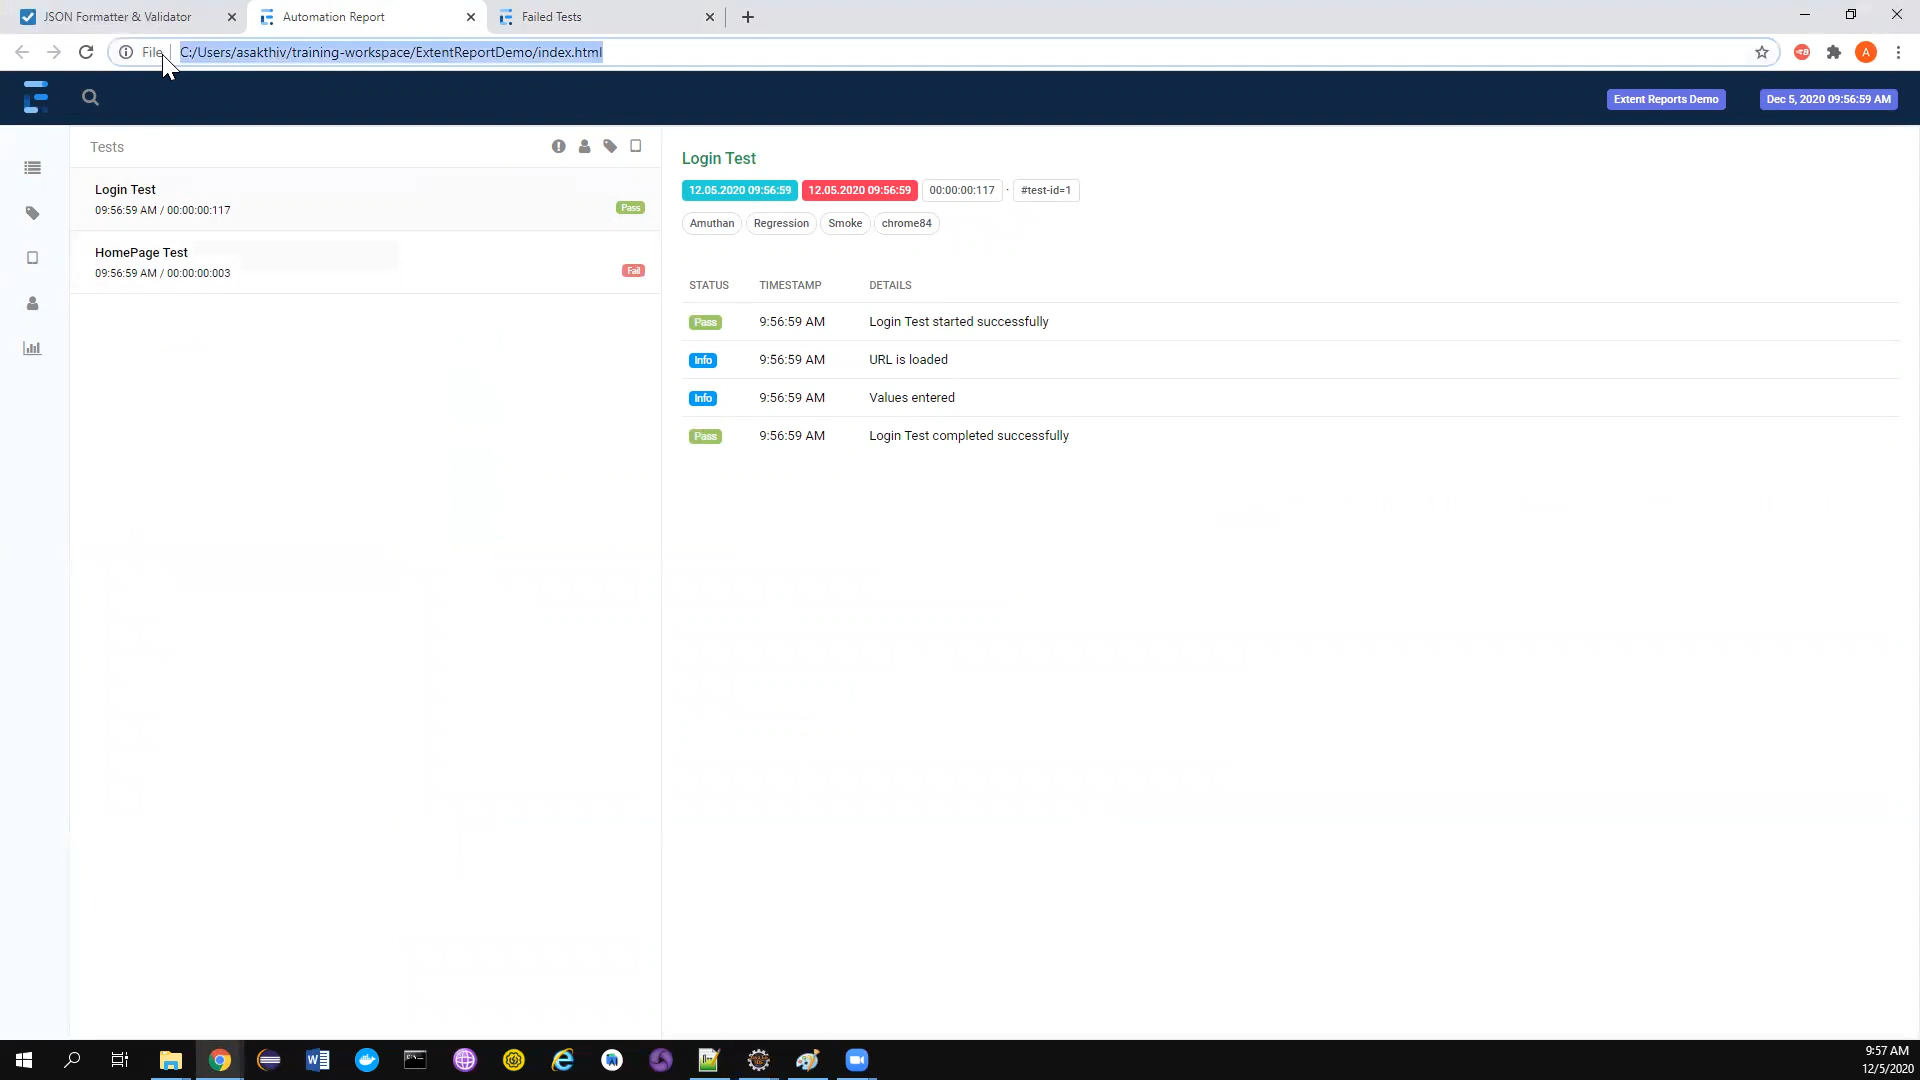 JSON Formatter & Validator
Automation Report
Failed Tests
File C:/Users/asakthiv/training-workspace/ExtentReportDemo/index.html
A
Extent Reports Demo
Dec 5, 2020 09:56:59 AM
Tests
Login Test
09:56:59 AM / 00:00:00:117
Pass
HomePage Test
09:56:59 AM / 00:00:00:003
Fail
Login Test
12.05.2020 09:56:59 12.05.2020 09:56:59 00:00:00:117 · #test-id=1
Amuthan Regression Smoke chrome84
STATUS TIMESTAMP DETAILS
Pass 9:56:59 AM Login Test started successfully
Info 9:56:59 AM URL is loaded
Info 9:56:59 AM Values entered
Pass 9:56:59 AM Login Test completed successfully
9:57 AM
12/5/2020